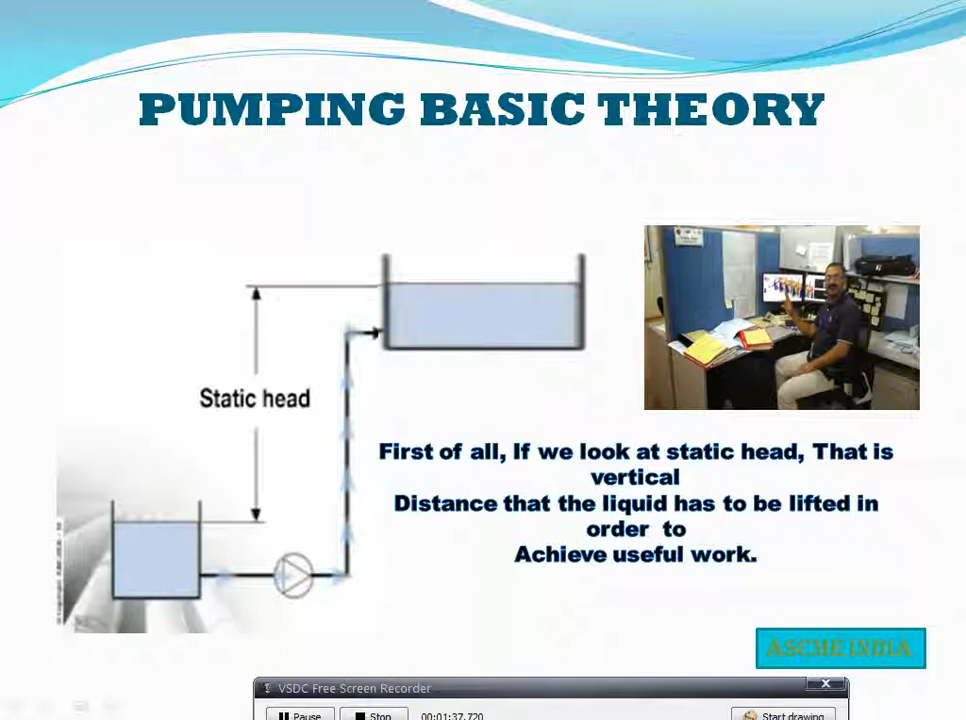 PUMPING BASIC THEORY
Static head
First of all, If we look at static head, That is
vertical
Distance that the liquid has to be lifted in
order to
Achieve useful work.
ASCME INDIA
VSDC Free Screen Recorder
X
Pause
Stop
00:01:37.720
Start drawing